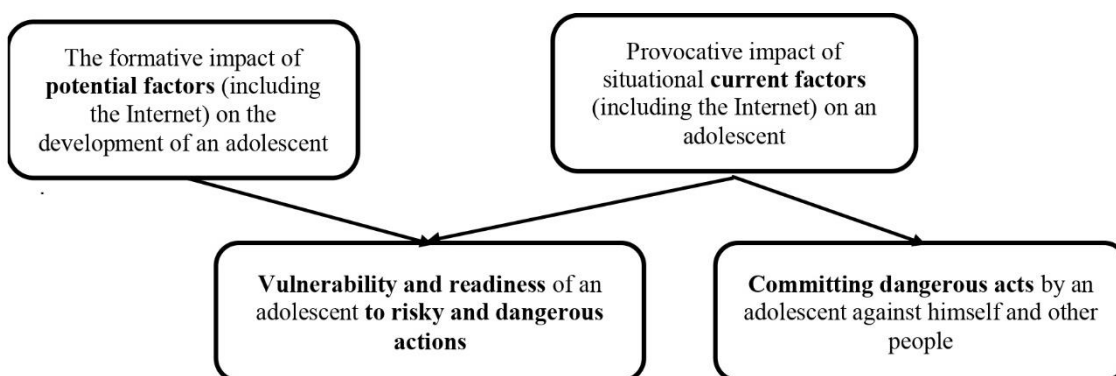 The formative impact of
potential factors (including
the Internet) on the
development of an adolescent
Provocative impact of
situational current factors
(including the Internet) on an
adolescent
.
Vulnerability and readiness of an
adolescent to risky and dangerous
actions
Committing dangerous acts by an
adolescent against himself and other
people